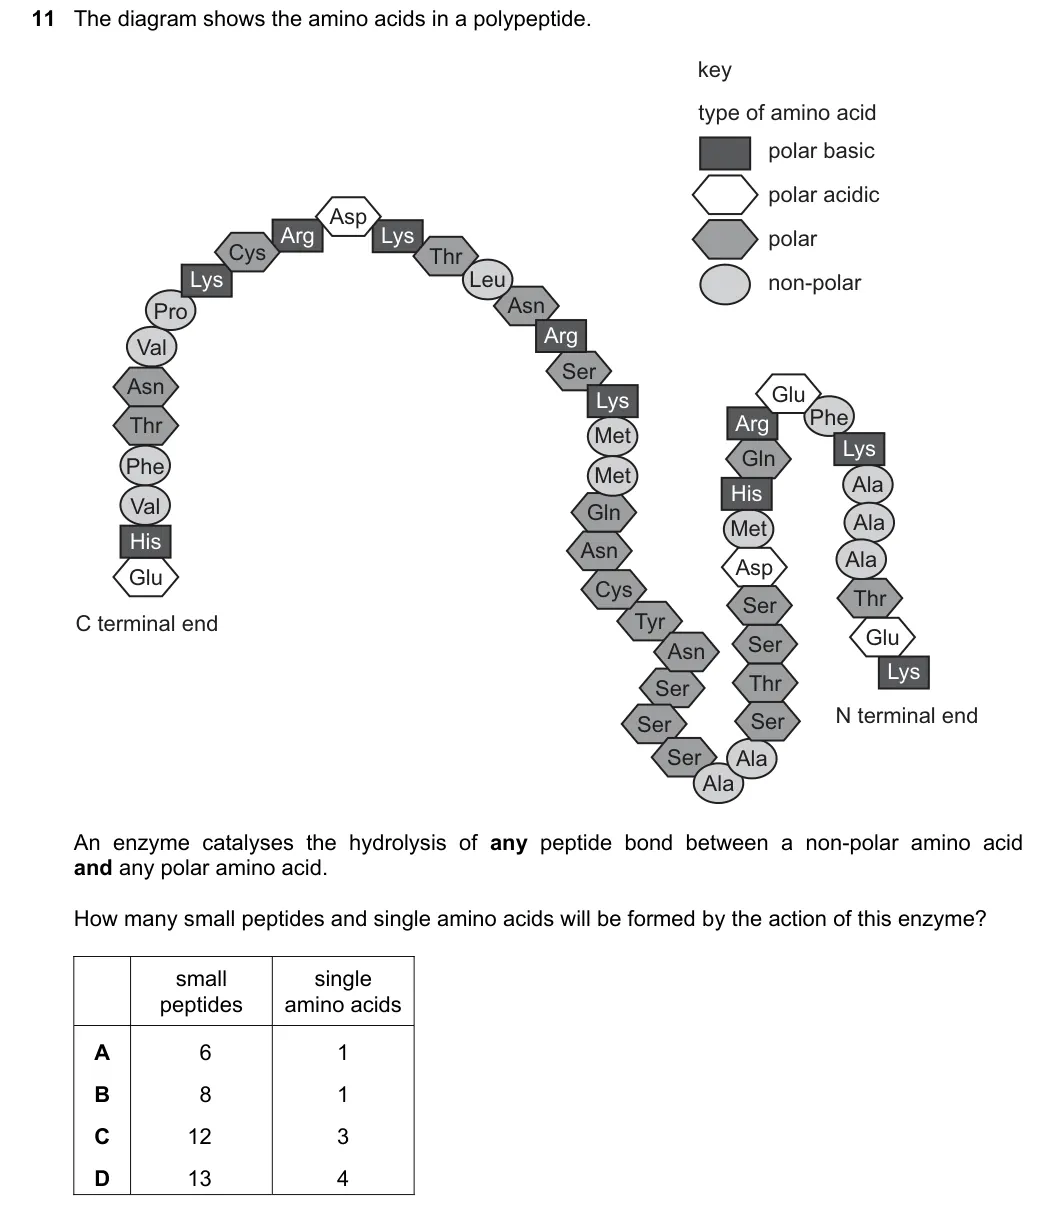 11 The diagram shows the amino acids in a polypeptide.
key
type of amino acid
polar basic
polar acidic
polar
non-polar
Glu
His
Val
Phe
Thr
Asn
Val
Pro
Lys
Cys
Arg
Asp
Lys
Thr
Leu
Asn
Arg
Ser
Lys
Met
Met
Gln
Asn
Cys
Tyr
Asn
Ser
Ser
Ser
Ala
Ala
Ser
Thr
Ser
Ser
Asp
Met
His
Gln
Arg
Glu
Phe
Lys
Ala
Ala
Ala
Thr
Glu
Lys
C terminal end
N terminal end
An enzyme catalyses the hydrolysis of any peptide bond between a non-polar amino acid
and any polar amino acid.
How many small peptides and single amino acids will be formed by the action of this enzyme?
small single
peptides amino acids
A 6 1
B 8 1
C 12 3
D 13 4